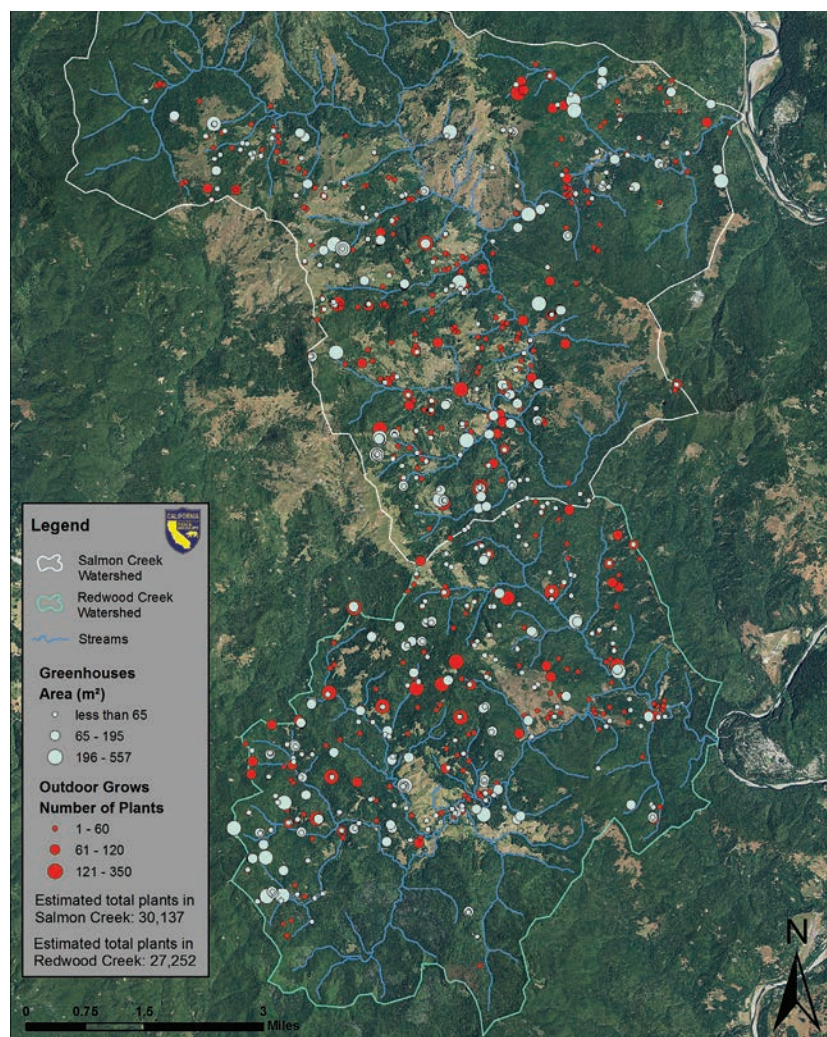 Legend
CALIFORNIA
Salmon Creek
Watershed
Redwood Creek
Watershed
Streams
Greenhouses
Area (m²)
less than 65
65 - 195
196 - 557
Outdoor Grows
Number of Plants
1 - 60
61 - 120
121 - 350
Estimated total plants in
Salmon Creek: 30,137
Estimated total plants in
Redwood Creek: 27,252
N
0 0.75 1.5 3
Miles